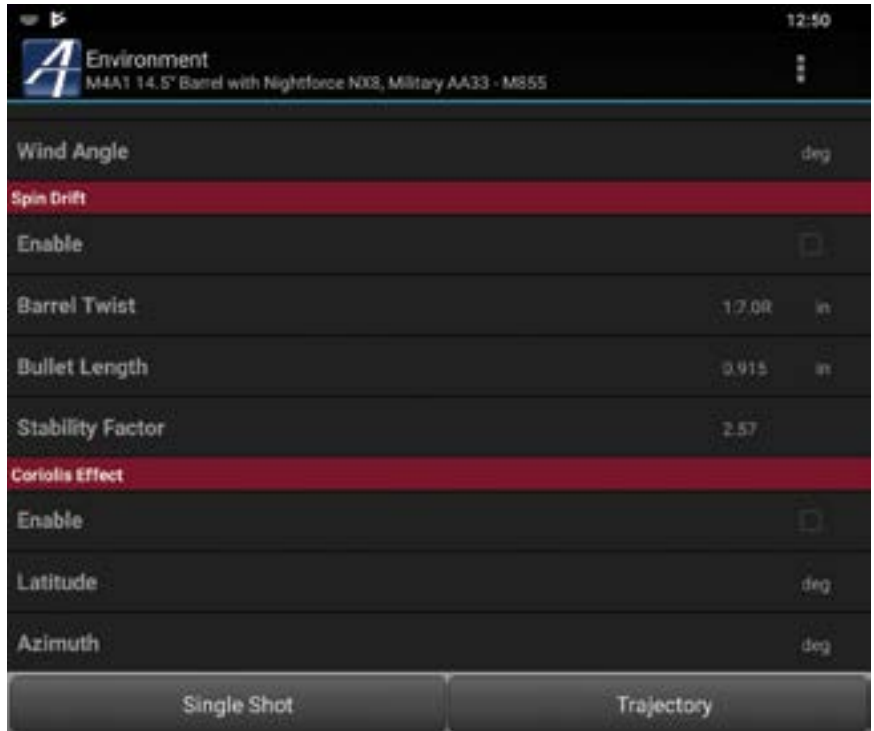 12:50
Environment
M4A1 14.5" Barrel with Nightforce NX8, Military AA33 - M855
Wind Angle deg
Spin Drift
Enable
Barrel Twist 1:7.0R in
Bullet Length 0.915 in
Stability Factor 2.57
Coriolis Effect
Enable
Latitude deg
Azimuth deg
Single Shot Trajectory